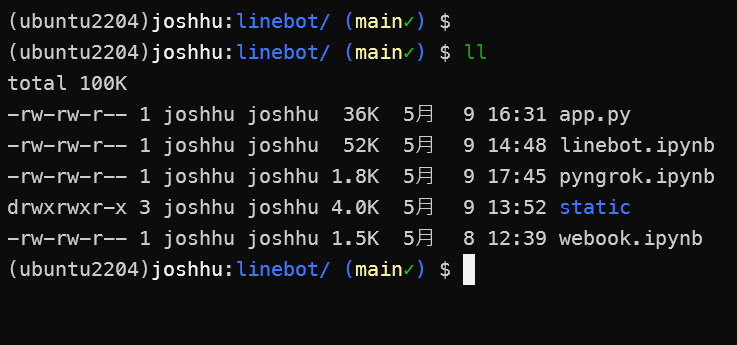 (ubuntu2204)joshhu:linebot/ (main✓) $
(ubuntu2204)joshhu:linebot/ (main✓) $ ll
total 100K
-rw-rw-r-- 1 joshhu joshhu  36K  5月   9 16:31 app.py
-rw-rw-r-- 1 joshhu joshhu  52K  5月   9 14:48 linebot.ipynb
-rw-rw-r-- 1 joshhu joshhu 1.8K  5月   9 17:45 pyngrok.ipynb
drwxrwxr-x 3 joshhu joshhu 4.0K  5月   9 13:52 static
-rw-rw-r-- 1 joshhu joshhu 1.5K  5月   8 12:39 webook.ipynb
(ubuntu2204)joshhu:linebot/ (main✓) $